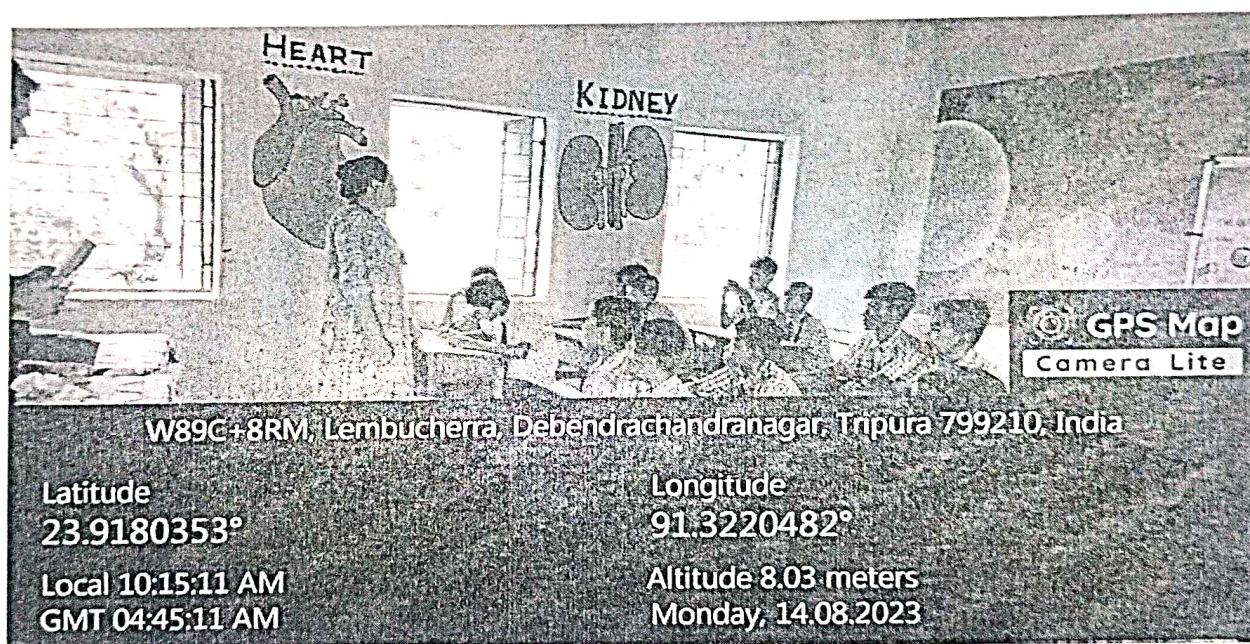 HEART
KIDNEY
GPS Map
Camera Lite
W89C+8RM, Lembucherra, Debendrachandranagar, Tripura 799210, India
Latitude
23.9180353°
Longitude
91.3220482°
Local 10:15:11 AM
GMT 04:45:11 AM
Altitude 8.03 meters
Monday, 14.08.2023